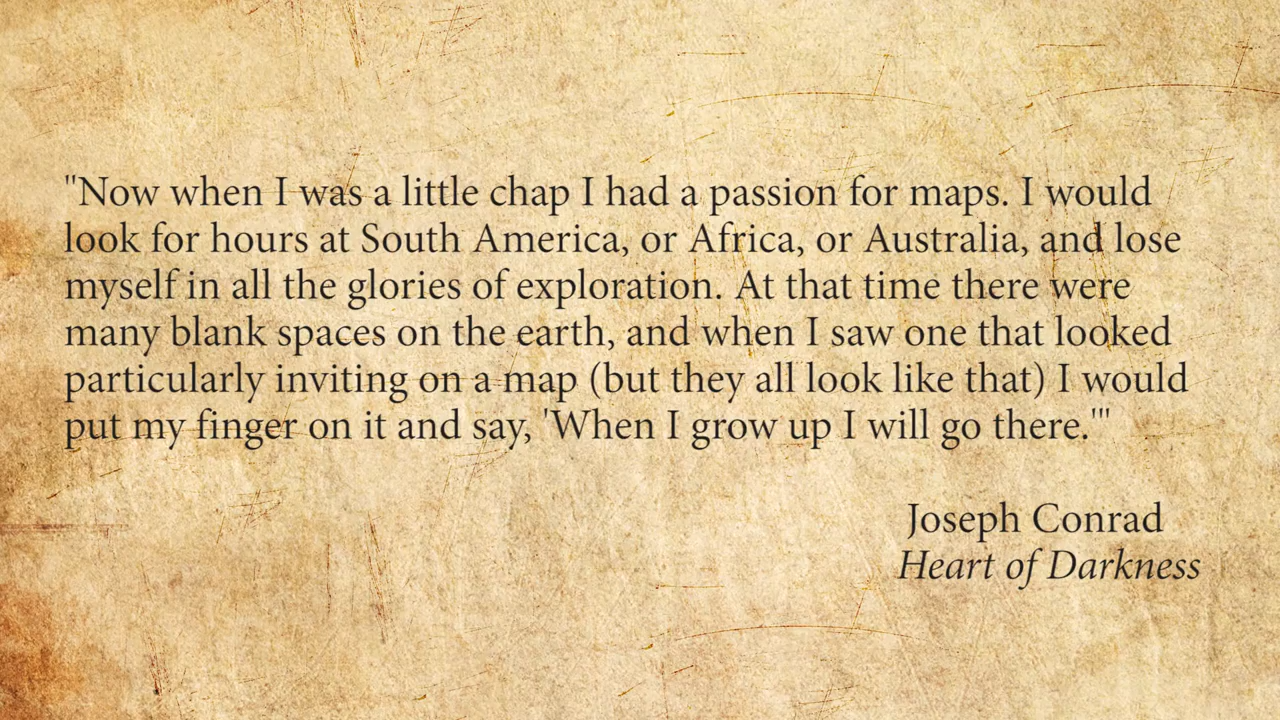 "Now when I was a little chap I had a passion for maps. I would
look for hours at South America, or Africa, or Australia, and lose
myself in all the glories of exploration. At that time there were
many blank spaces on the earth, and when I saw one that looked
particularly inviting on a map (but they all look like that) I would
put my finger on it and say, 'When I grow up I will go there.'"
Joseph Conrad
Heart of Darkness